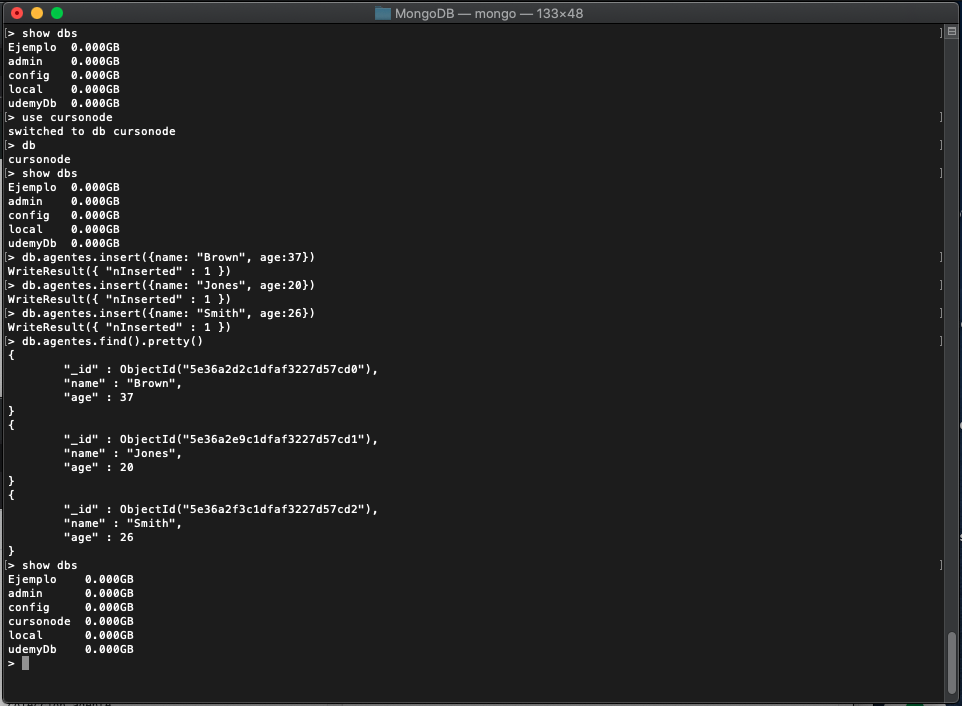 MongoDB — mongo — 133×48
[> show dbs ]
Ejemplo  0.000GB
admin    0.000GB
config   0.000GB
local    0.000GB
udemyDb  0.000GB
[> use cursonode ]
switched to db cursonode
[> db ]
cursonode
[> show dbs ]
Ejemplo  0.000GB
admin    0.000GB
config   0.000GB
local    0.000GB
udemyDb  0.000GB
[> db.agentes.insert({name: "Brown", age:37}) ]
WriteResult({ "nInserted" : 1 })
[> db.agentes.insert({name: "Jones", age:20}) ]
WriteResult({ "nInserted" : 1 })
[> db.agentes.insert({name: "Smith", age:26}) ]
WriteResult({ "nInserted" : 1 })
[> db.agentes.find().pretty() ]
{
        "_id" : ObjectId("5e36a2d2c1dfaf3227d57cd0"),
        "name" : "Brown",
        "age" : 37
}
{
        "_id" : ObjectId("5e36a2e9c1dfaf3227d57cd1"),
        "name" : "Jones",
        "age" : 20
}
{
        "_id" : ObjectId("5e36a2f3c1dfaf3227d57cd2"),
        "name" : "Smith",
        "age" : 26
}
[> show dbs ]
Ejemplo    0.000GB
admin      0.000GB
config     0.000GB
cursonode  0.000GB
local      0.000GB
udemyDb    0.000GB
>